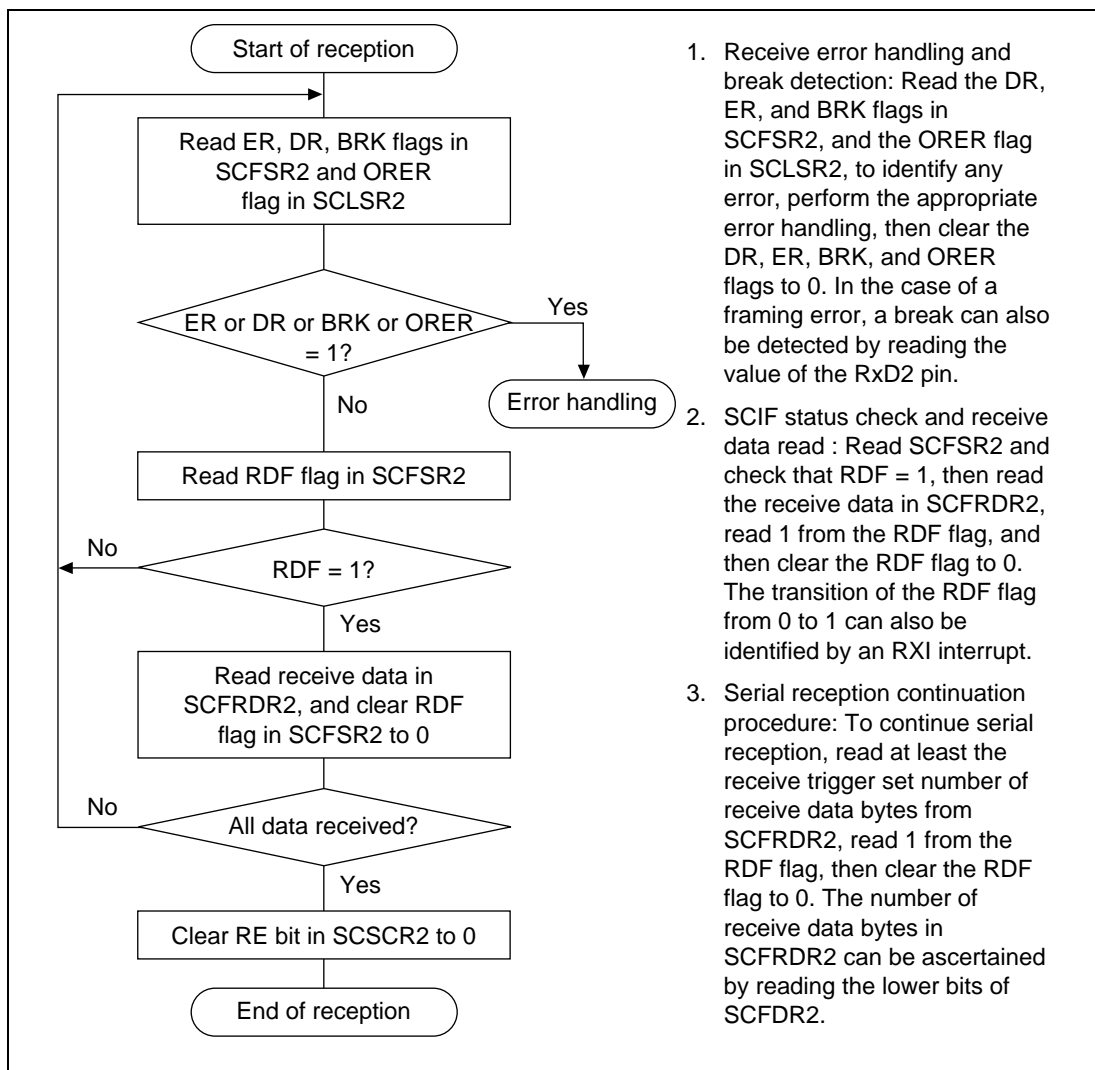 Start of reception
Read ER, DR, BRK flags in
SCFSR2 and ORER
flag in SCLSR2
ER or DR or BRK or ORER
= 1?
Yes
Error handling
No
Read RDF flag in SCFSR2
No
RDF = 1?
Yes
Read receive data in
SCFRDR2, and clear RDF
flag in SCFSR2 to 0
No
All data received?
Yes
Clear RE bit in SCSCR2 to 0
End of reception
1. Receive error handling and
break detection: Read the DR,
ER, and BRK flags in
SCFSR2, and the ORER flag
in SCLSR2, to identify any
error, perform the appropriate
error handling, then clear the
DR, ER, BRK, and ORER
flags to 0. In the case of a
framing error, a break can also
be detected by reading the
value of the RxD2 pin.
2. SCIF status check and receive
data read : Read SCFSR2 and
check that RDF = 1, then read
the receive data in SCFRDR2,
read 1 from the RDF flag, and
then clear the RDF flag to 0.
The transition of the RDF flag
from 0 to 1 can also be
identified by an RXI interrupt.
3. Serial reception continuation
procedure: To continue serial
reception, read at least the
receive trigger set number of
receive data bytes from
SCFRDR2, read 1 from the
RDF flag, then clear the RDF
flag to 0. The number of
receive data bytes in
SCFRDR2 can be ascertained
by reading the lower bits of
SCFDR2.